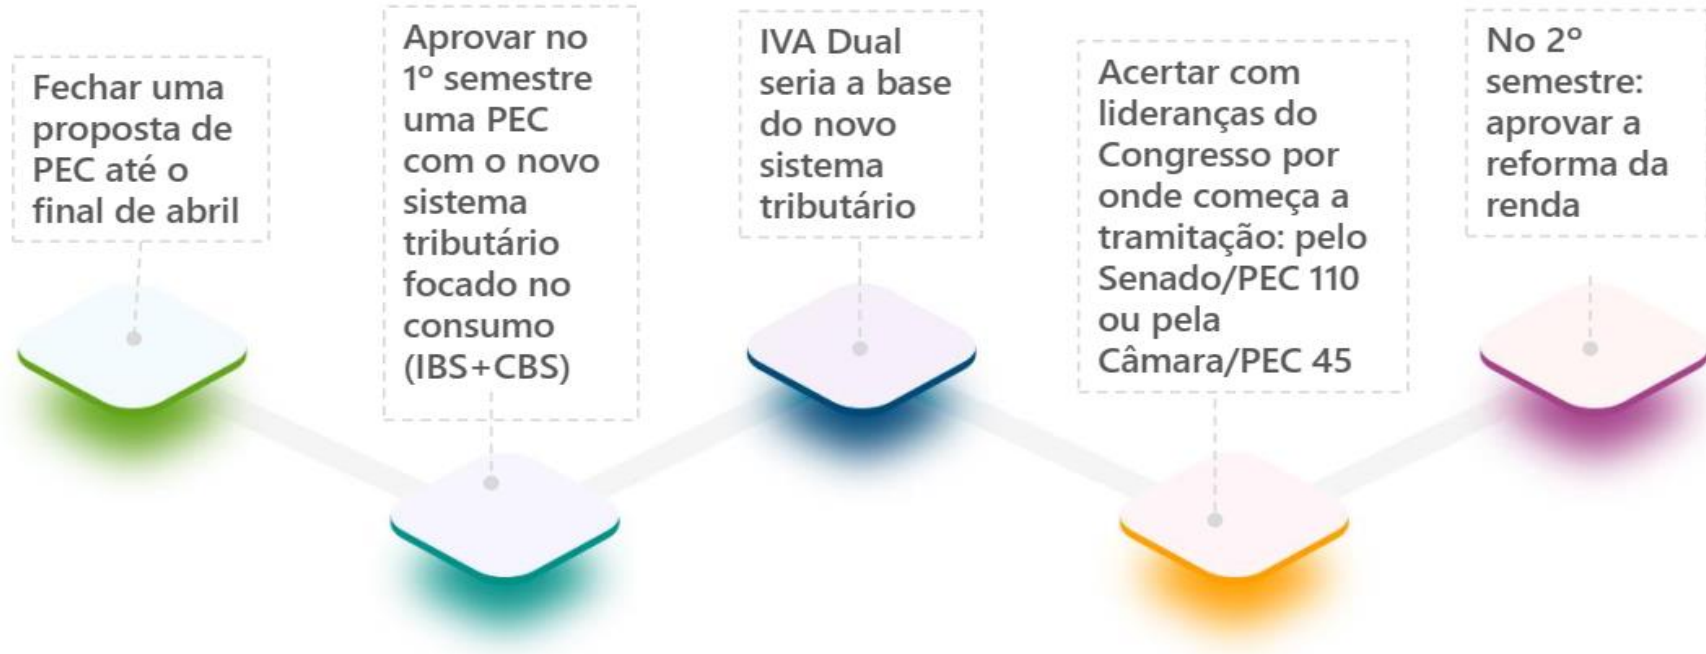 Fechar uma
proposta de
PEC até o
final de abril
Aprovar no
1º semestre
uma PEC
com o novo
sistema
tributário
focado no
consumo
(IBS+CBS)
IVA Dual
seria a base
do novo
sistema
tributário
Acertar com
lideranças do
Congresso por
onde começa a
tramitação: pelo
Senado/PEC 110
ou pela
Câmara/PEC 45
No 2º
semestre:
aprovar a
reforma da
renda